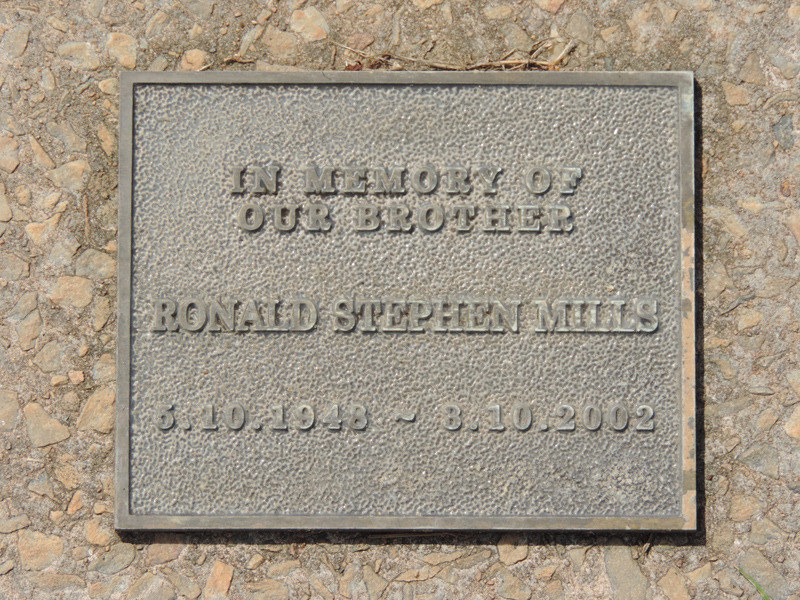 IN MEMORY OF
OUR BROTHER
RONALD STEPHEN MILLS
5.10.1948 ~ 3.10.2002